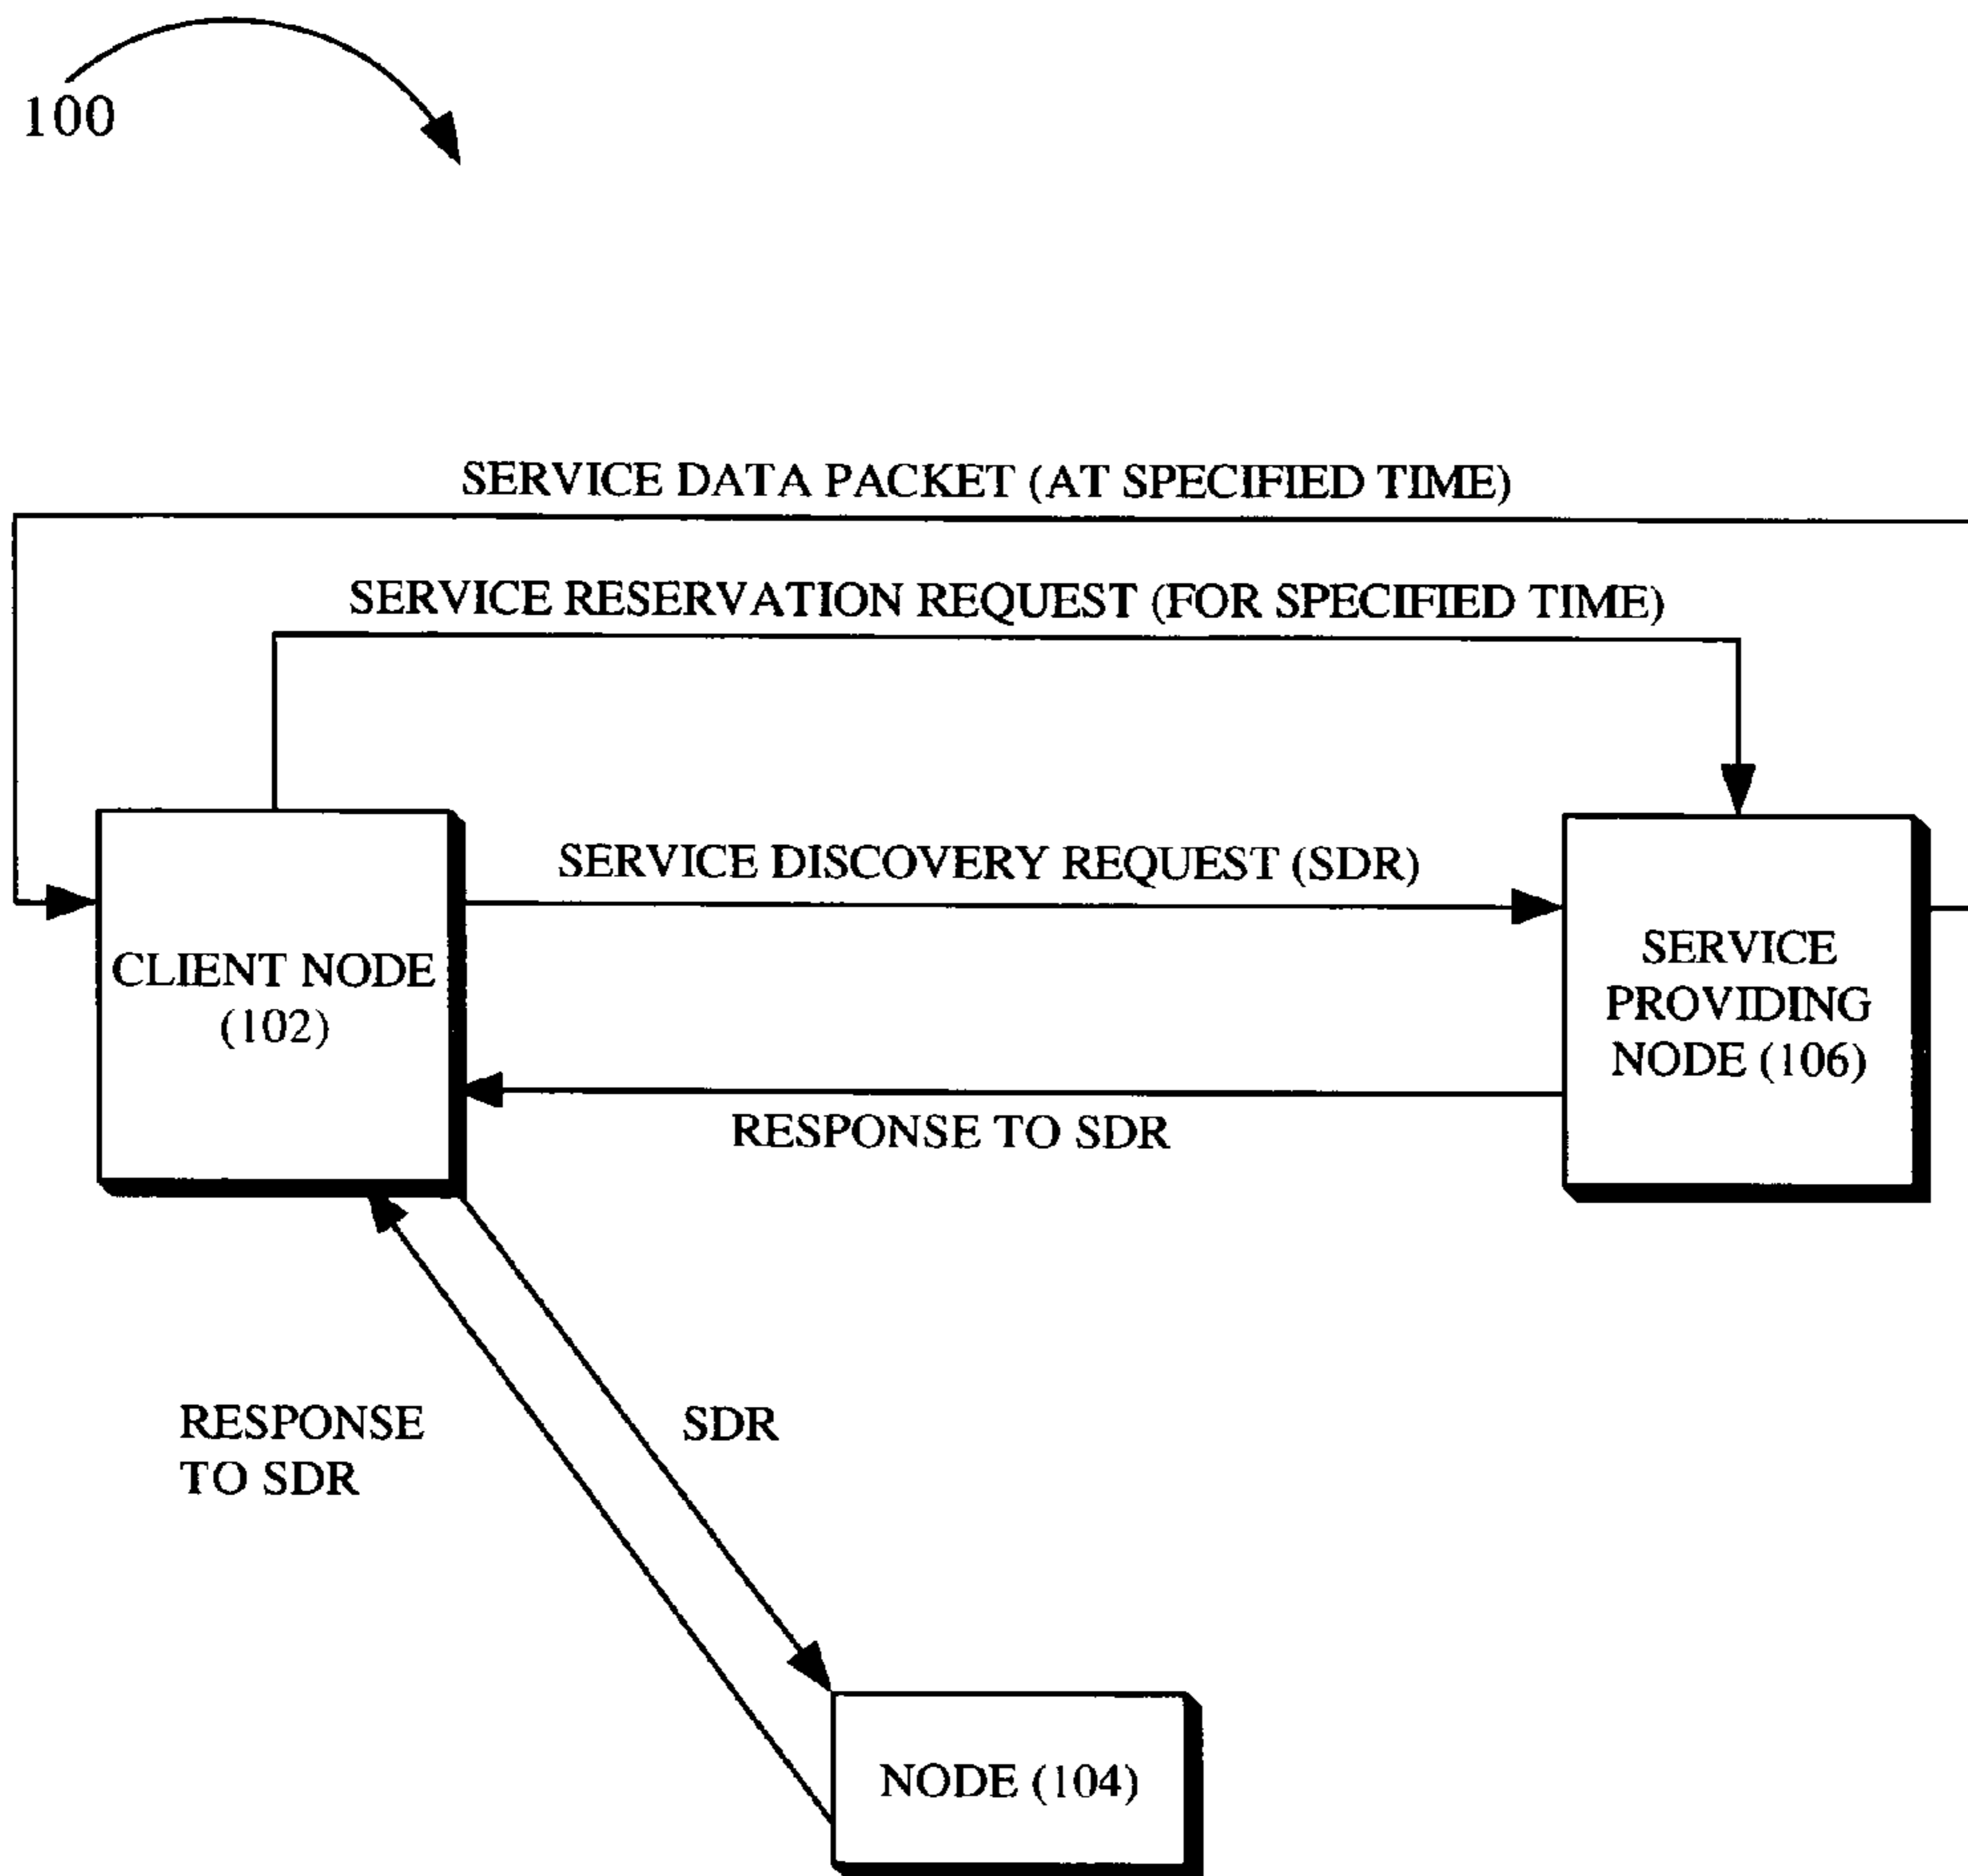 100
SERVICE DATA PACKET (AT SPECIFIED TIME)
SERVICE RESERVATION REQUEST (FOR SPECIFIED TIME)
SERVICE DISCOVERY REQUEST (SDR)
CLIENT NODE
(102)
SERVICE
PROVIDING
NODE (106)
RESPONSE TO SDR
RESPONSE
TO SDR
SDR
NODE (104)